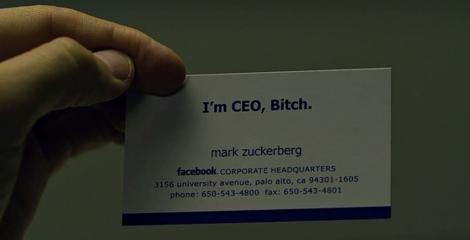 I'm CEO, Bitch.
mark zuckerberg
facebook. CORPORATE HEADQUARTERS
3156 university avenue, palo alto, ca 94301-1605
phone: 650-543-4800 fax: 650-543-4801